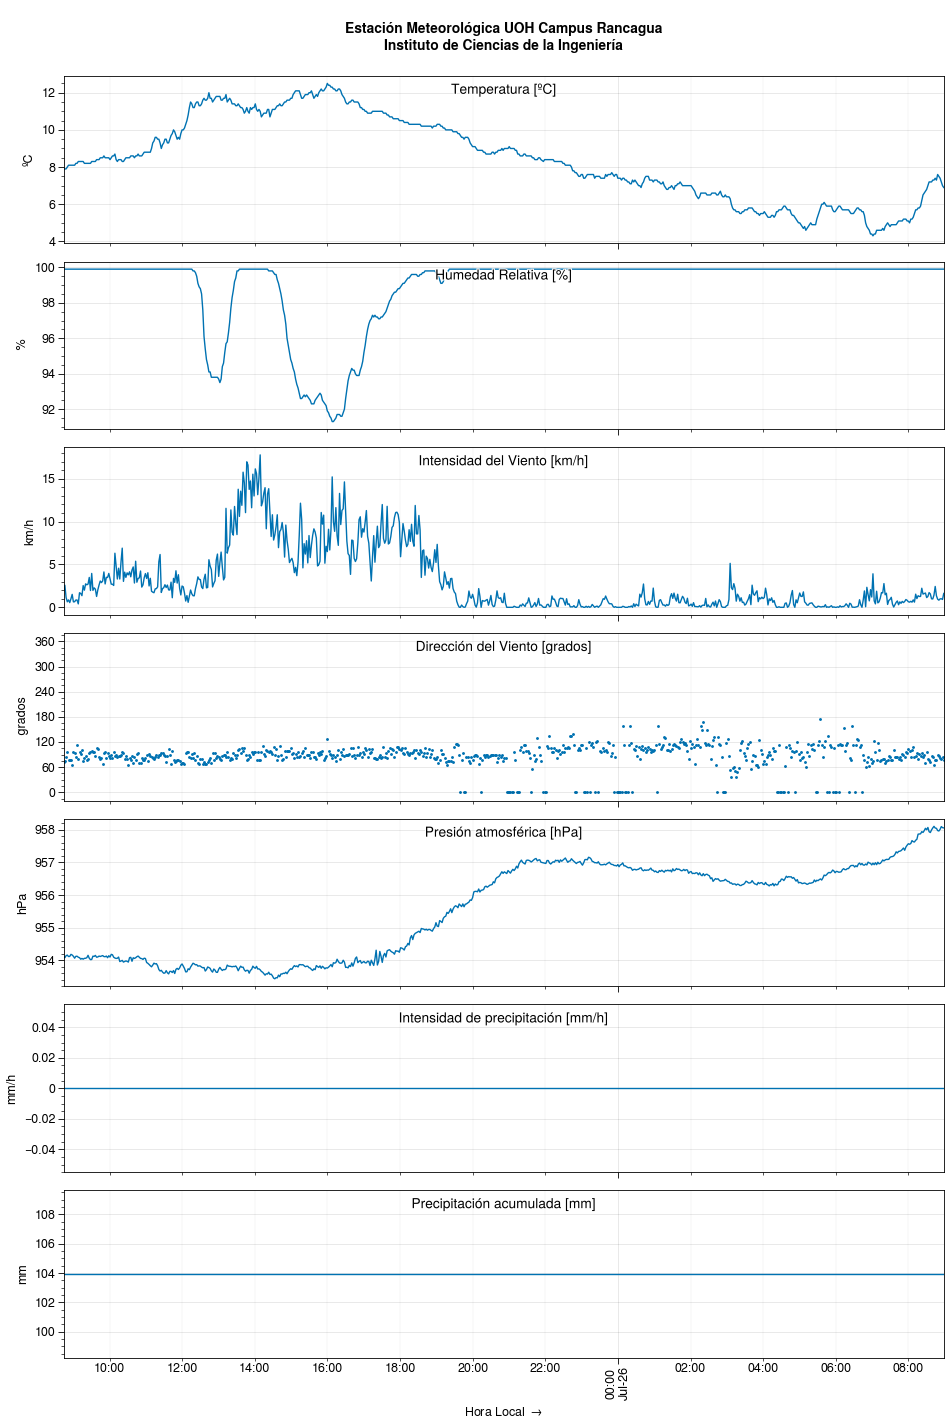 Estación Meteorológica UOH Campus Rancagua
Instituto de Ciencias de la Ingeniería
Temperatura [ºC]
12
10
8
6
4
ºC
Humedad Relativa [%]
100
98
96
94
92
%
Intensidad del Viento [km/h]
15
10
5
0
km/h
Dirección del Viento [grados]
360
300
240
180
120
60
0
grados
Presión atmosférica [hPa]
958
957
956
955
954
hPa
Intensidad de precipitación [mm/h]
0.04
0.02
0
−0.02
−0.04
mm/h
Precipitación acumulada [mm]
108
106
104
102
100
mm
10:00 12:00 14:00 16:00 18:00 20:00 22:00 00:00 02:00 04:00 06:00 08:00
Jul-26
Hora Local →